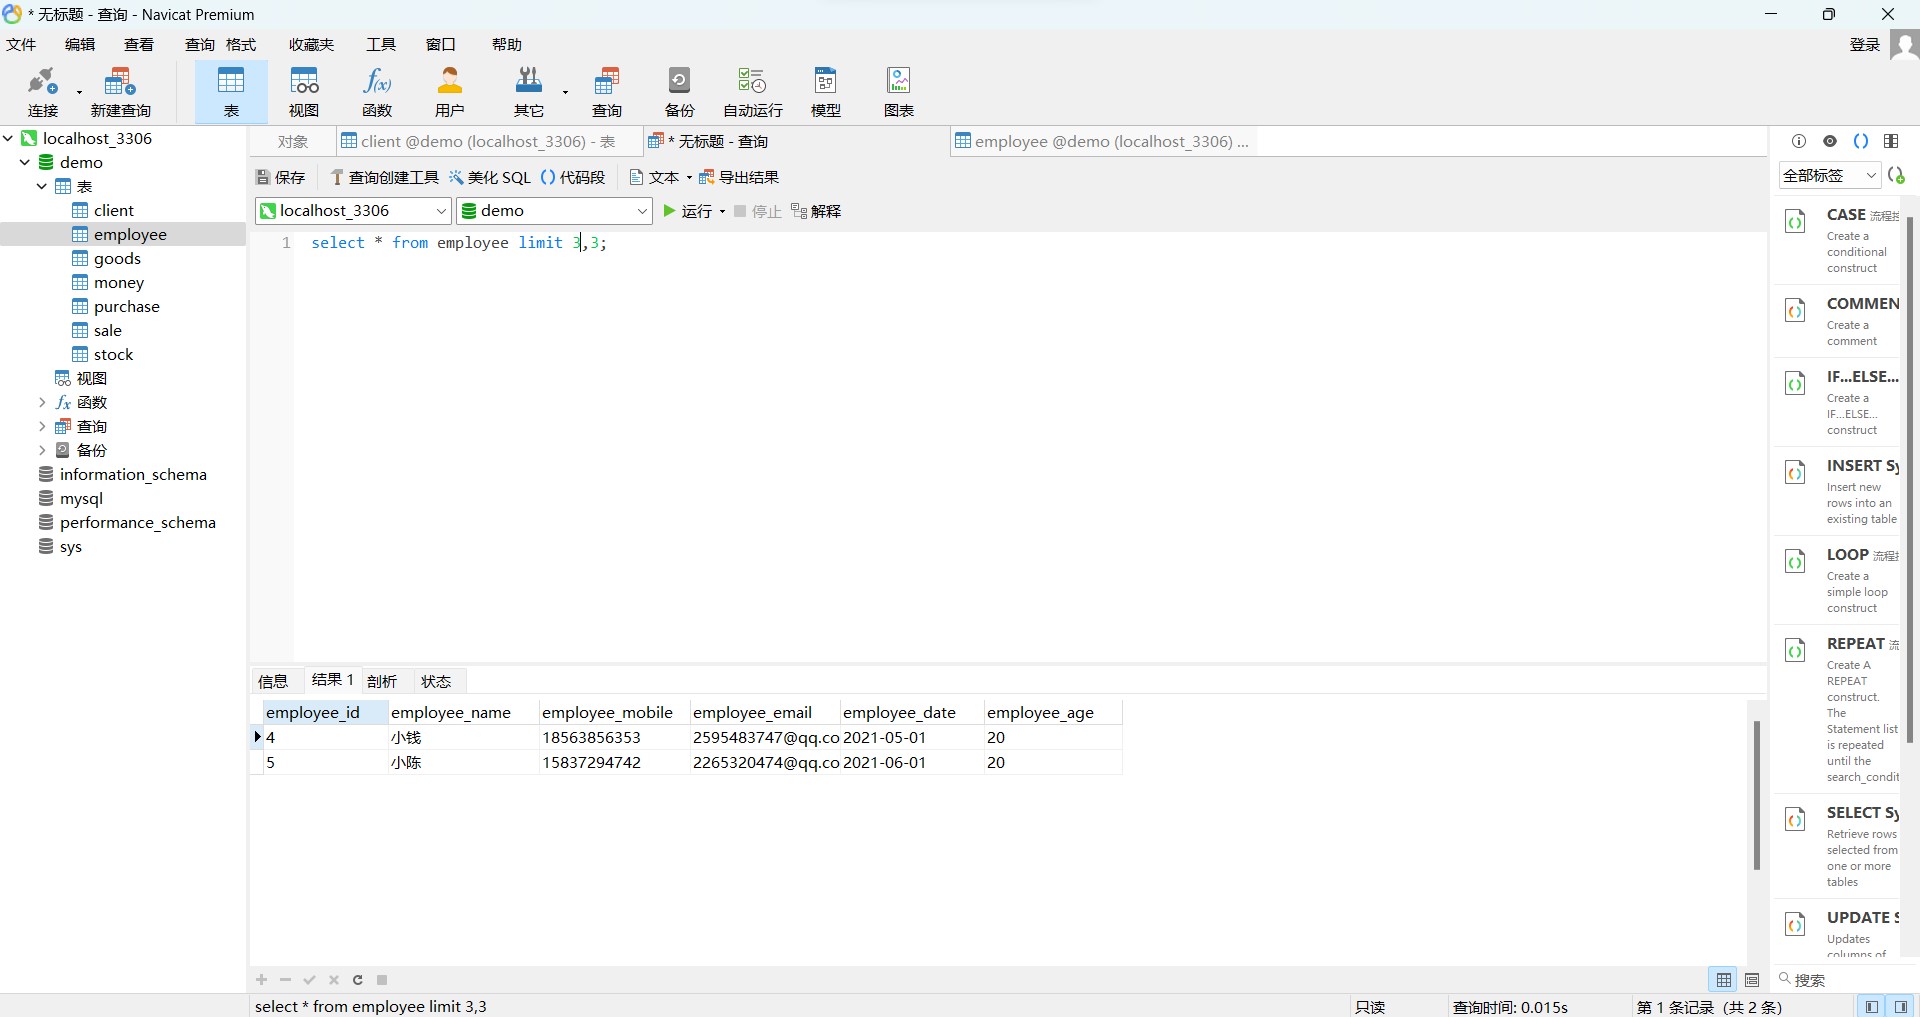 * 无标题 - 查询 - Navicat Premium
文件 编辑 查看 查询 格式 收藏夹 工具 窗口 帮助 登录
连接 新建查询 表 视图 函数 用户 其它 查询 备份 自动运行 模型 图表
localhost_3306
demo
表
client
employee
goods
money
purchase
sale
stock
视图
函数
查询
备份
information_schema
mysql
performance_schema
sys
对象 client @demo (localhost_3306) - 表 * 无标题 - 查询 employee @demo (localhost_3306) ...
保存 查询创建工具 美化 SQL 代码段 文本 导出结果
localhost_3306 demo 运行 停止 解释
1 select * from employee limit 3,3;
信息 结果 1 剖析 状态
employee_id employee_name employee_mobile employee_email employee_date employee_age
4 小钱 18563856353 2595483747@qq.co 2021-05-01 20
5 小陈 15837294742 2265320474@qq.co 2021-06-01 20
全部标签
CASE 流程控
Create a
conditional
construct
COMMEN
Create a
comment
IF...ELSE...
Create a
IF...ELSE...
construct
INSERT Sy
Insert new
rows into an
existing table
LOOP 流程控
Create a
simple loop
construct
REPEAT 流
Create A
REPEAT
construct.
The
Statement list
is repeated
until the
search_condit
SELECT Sy
Retrieve rows
selected from
one or more
tables
UPDATE S
Updates
columns of
搜索
select * from employee limit 3,3 只读 查询时间: 0.015s 第 1 条记录 (共 2 条)